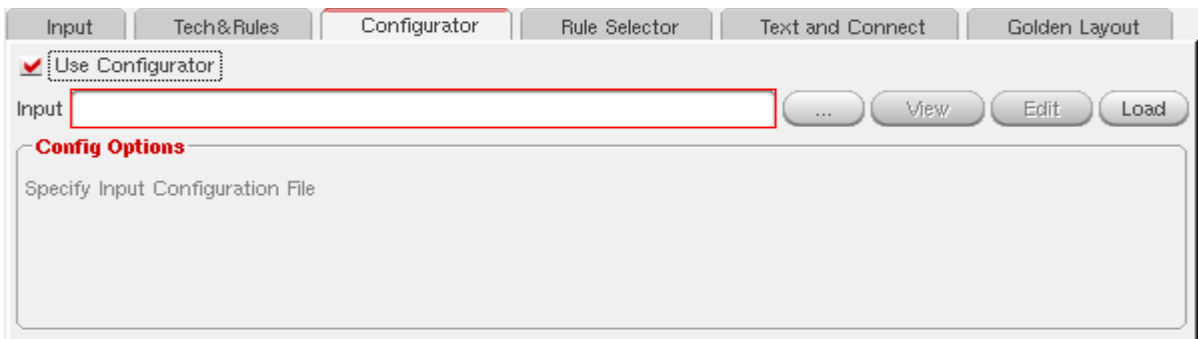 Input Tech&Rules Configurator Rule Selector Text and Connect Golden Layout
Use Configurator
Input ... View Edit Load
Config Options
Specify Input Configuration File